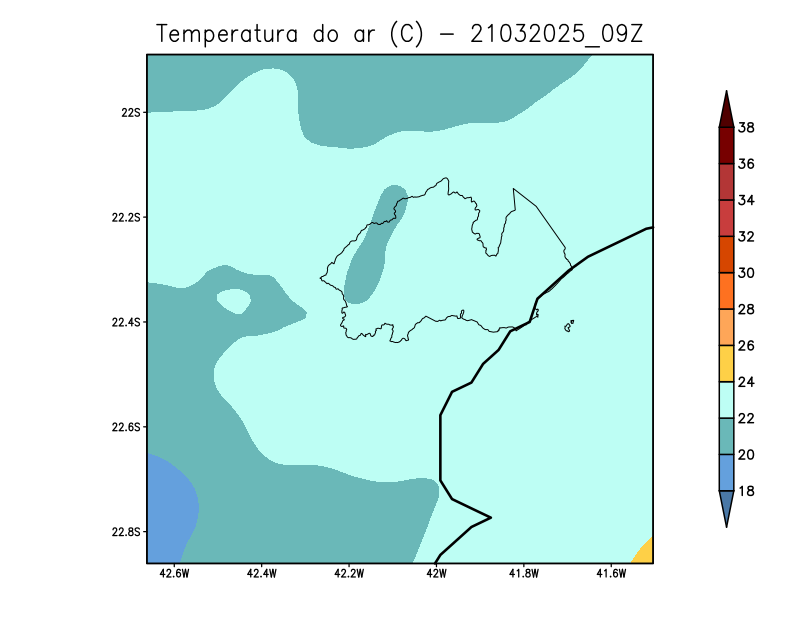 Temperatura do ar (C) - 21032025_09Z
22S
22.2S
22.4S
22.6S
22.8S
42.6W
42.4W
42.2W
42W
41.8W
41.6W
38
36
34
32
30
28
26
24
22
20
18